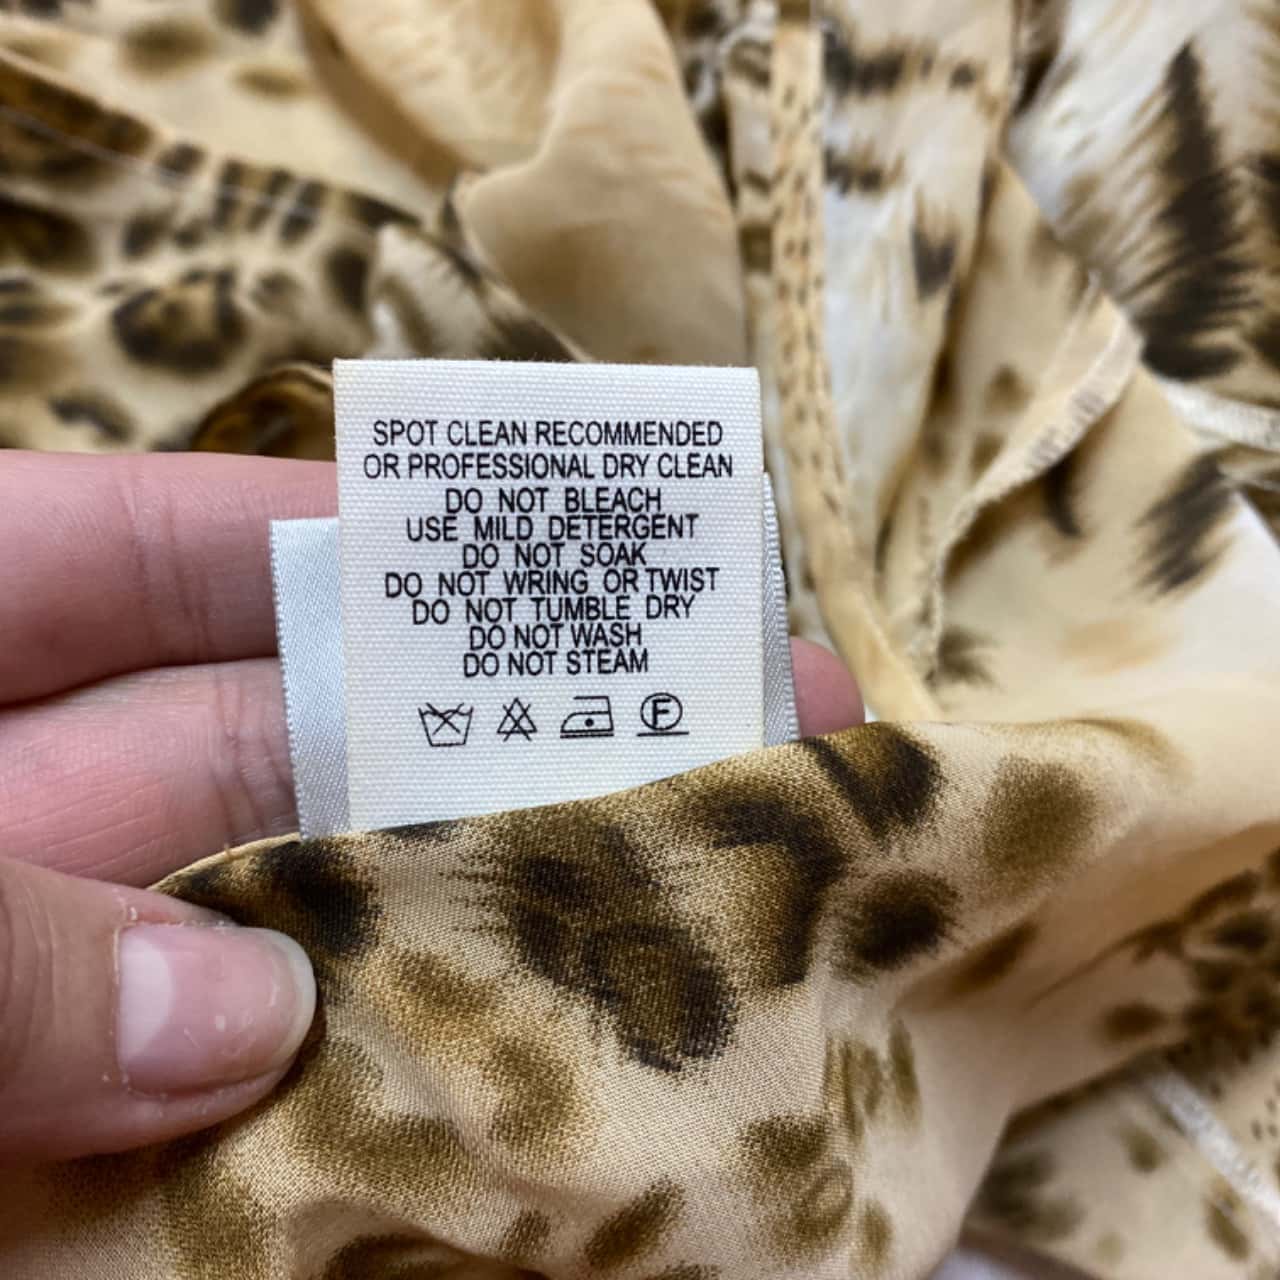 SPOT CLEAN RECOMMENDED
OR PROFESSIONAL DRY CLEAN
DO NOT BLEACH
USE MILD DETERGENT
DO NOT SOAK
DO NOT WRING OR TWIST
DO NOT TUMBLE DRY
DO NOT WASH
DO NOT STEAM
F